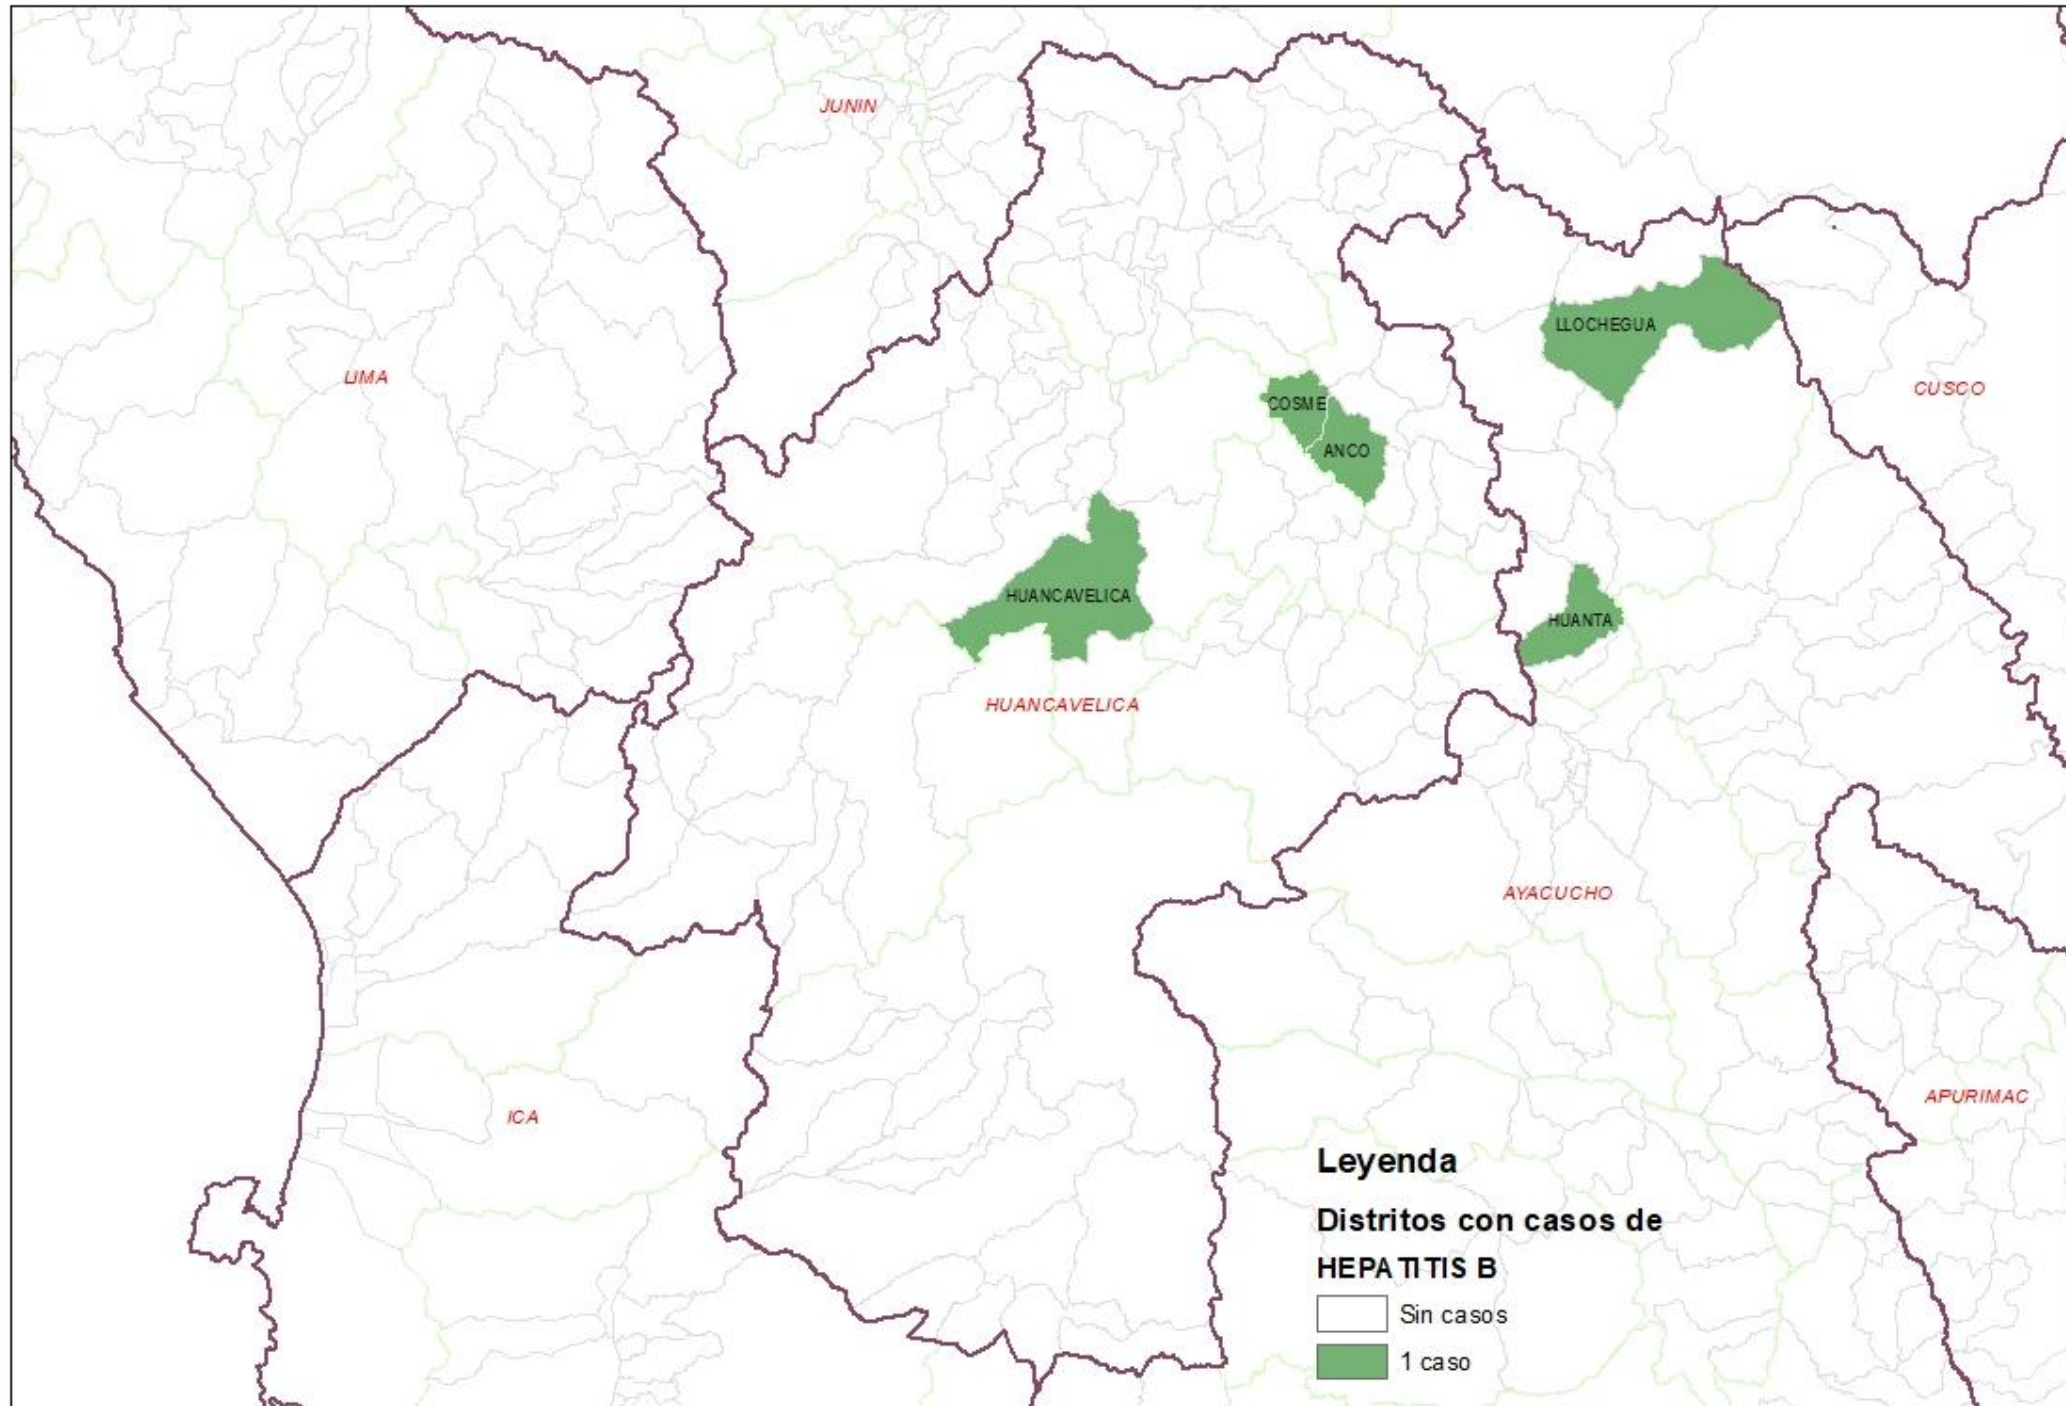 JUNIN
LLOCHEGUA
LIMA
CUSCO
COSME
ANCO
HUANCAVELICA
HUANTA
HUANCAVELICA
AYACUCHO
APURIMAC
ICA
Leyenda
Distritos con casos de
HEPATITIS B
Sin casos
1 caso